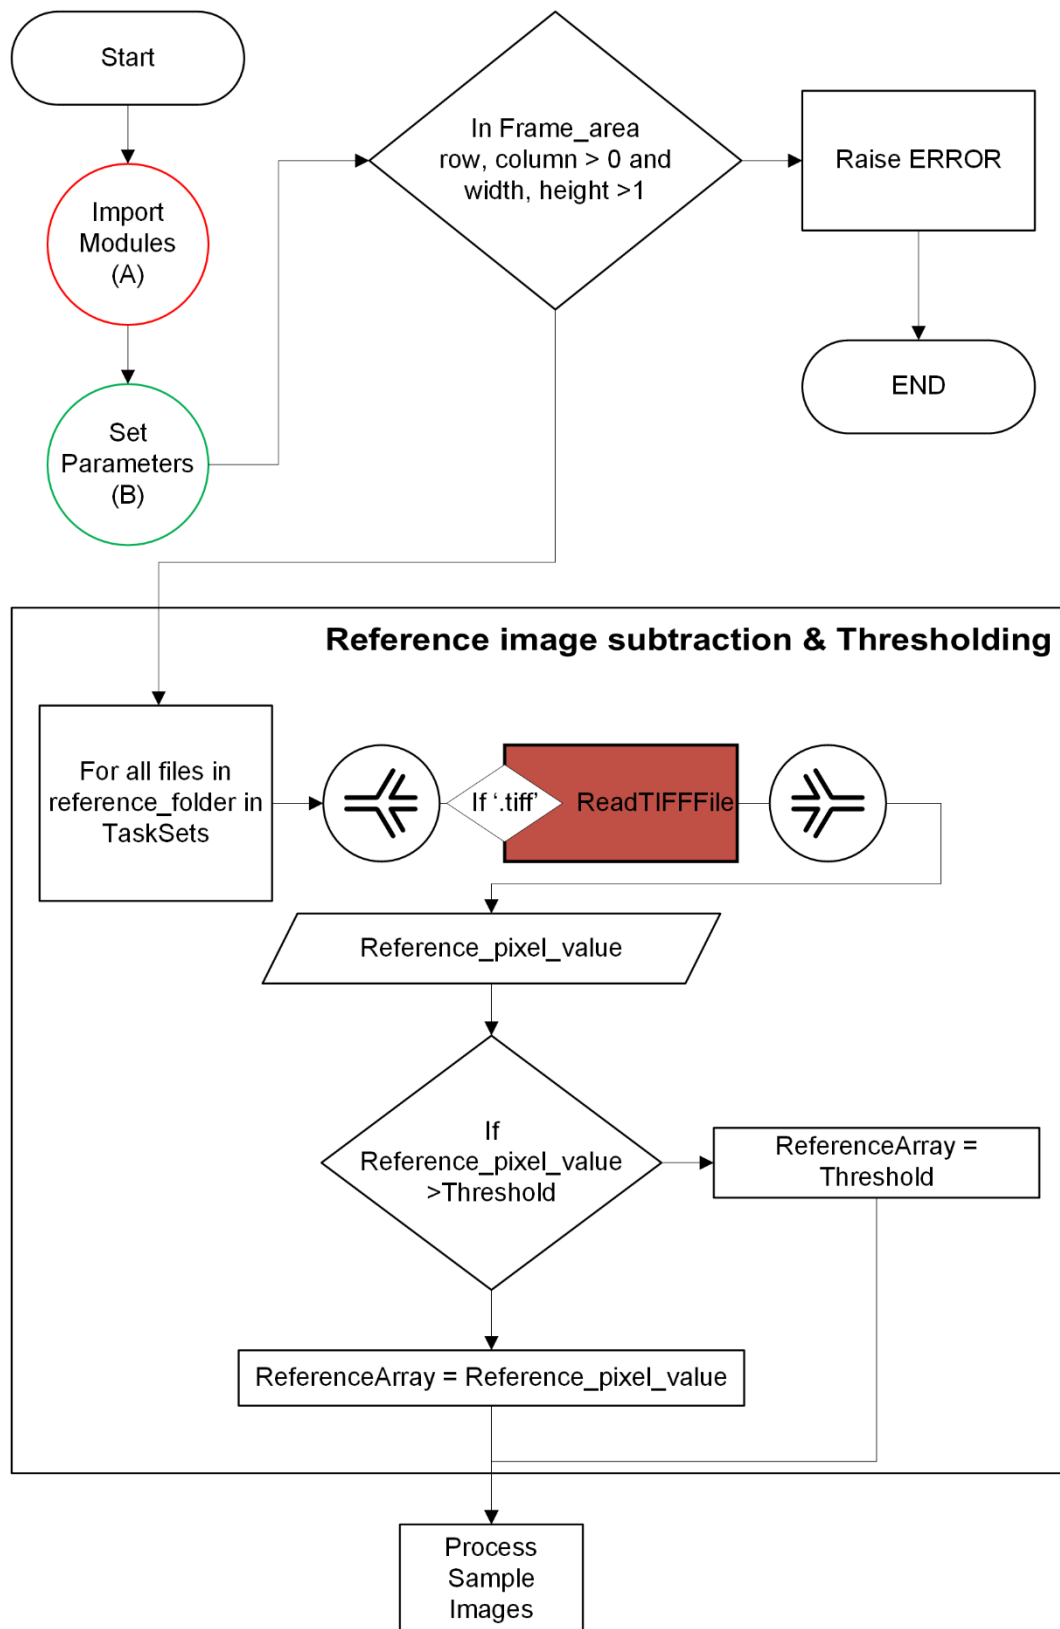 Start
Import
Modules
(A)
Set
Parameters
(B)
In Frame_area
row, column > 0 and
width, height >1
Raise ERROR
END
Reference image subtraction & Thresholding
For all files in
reference_folder in
TaskSets
If ‘.tiff’
ReadTIFFFile
Reference_pixel_value
If
Reference_pixel_value
>Threshold
ReferenceArray =
Threshold
ReferenceArray = Reference_pixel_value
Process
Sample
Images